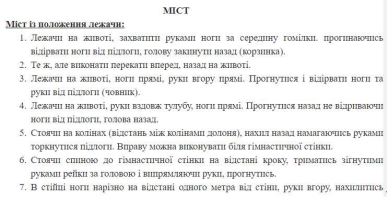 МІСТ
Міст із положення лежачи:
1. Лежачи на животі, захватити руками ноги за середину гомілки. прогинаючись
відірвати ноги від підлоги, голову закинути назад (корзинка).
2. Те ж, але виконати перекати вперед, назад на животі.
3. Лежачи на животі, ноги прямі, руки вгору прямі. Прогнутися і відірвати ноги та
руки від підлоги (човник).
4. Лежачи на животі, руки вздовж тулубу, ноги прямі. Прогнутися назад не відриваючи
ноги від підлоги, голова назад.
5. Стоячи на колінах (відстань між колінами долоня), нахил назад намагаючись руками
торкнутися підлоги. Вправу можна виконувати біля гімнастичної стінки.
6. Стоячи спиною до гімнастичної стінки на відстані кроку, триматись зігнутими
руками рейки за головою і випрямляючи руки, прогнутись.
7. В стійці ноги нарізно на відстані одного метра від стіни, руки вгору, нахилитись